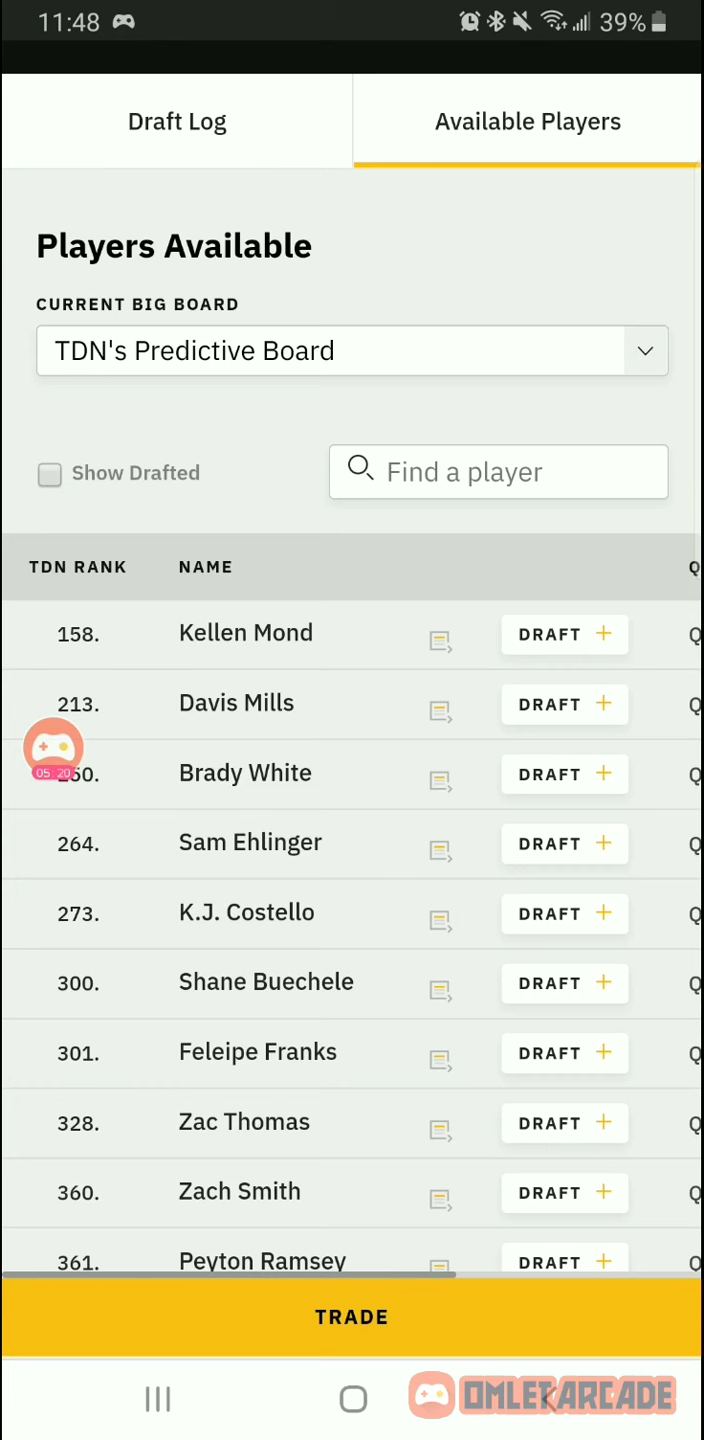 11:48 39%
Draft Log Available Players
Players Available
CURRENT BIG BOARD
TDN's Predictive Board
Show Drafted Find a player
TDN RANK NAME Q
158. Kellen Mond DRAFT + Q
213. Davis Mills DRAFT + Q
05:20
Brady White DRAFT + Q
264. Sam Ehlinger DRAFT + Q
273. K.J. Costello DRAFT + Q
300. Shane Buechele DRAFT + Q
301. Feleipe Franks DRAFT + Q
328. Zac Thomas DRAFT + Q
360. Zach Smith DRAFT + Q
361. Peyton Ramsey DRAFT + Q
TRADE
OMLET ARCADE